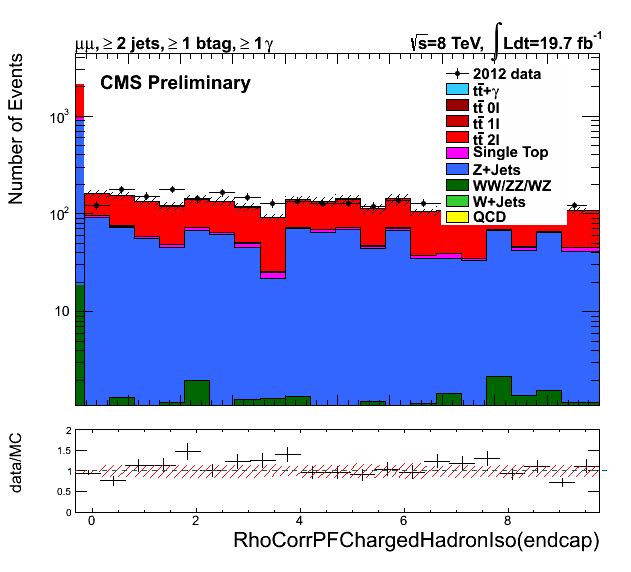 μμ, ≥ 2 jets, ≥ 1 btag, ≥ 1 γ
√s=8 TeV, ∫ Ldt=19.7 fb⁻¹
CMS Preliminary
2012 data
tt̄+γ
tt̄ 0l
tt̄ 1l
tt̄ 2l
Single Top
Z+Jets
WW/ZZ/WZ
W+Jets
QCD
Number of Events
10³
10²
10
data/MC
2
1.5
1
0.5
0
0 2 4 6 8
RhoCorrPFChargedHadronIso(endcap)